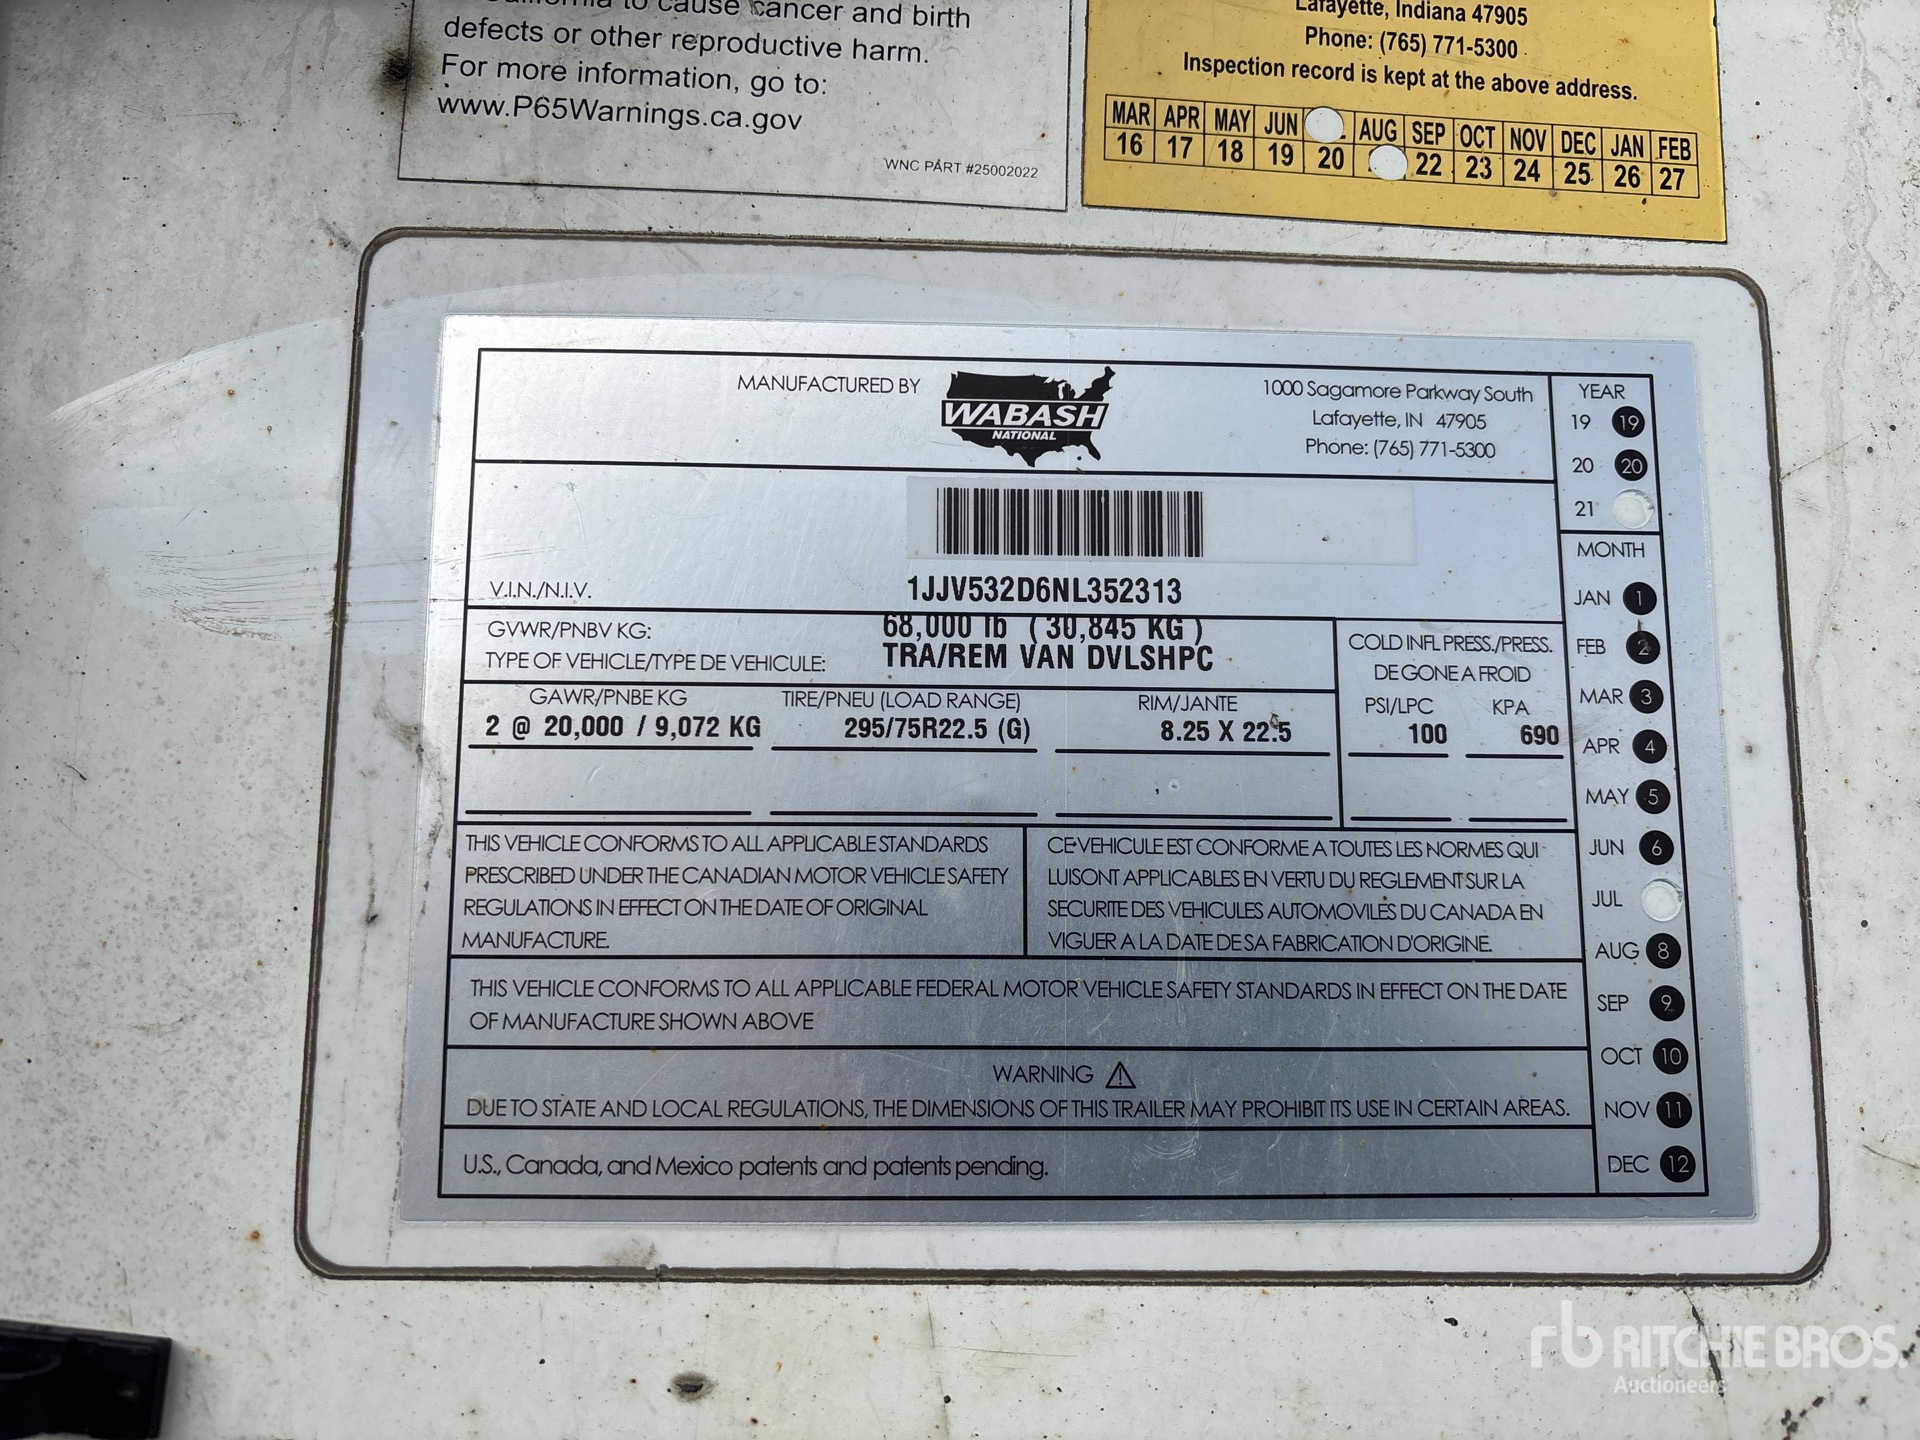 to cause cancer and birth
defects or other reproductive harm.
For more information, go to:
www.P65Warnings.ca.gov
WNC PART #25002022
Lafayette, Indiana 47905
Phone: (765) 771-5300
Inspection record is kept at the above address.
MAR APR MAY JUN AUG SEP OCT NOV DEC JAN FEB
16 17 18 19 20 22 23 24 25 26 27
MANUFACTURED BY
WABASH
NATIONAL
1000 Sagamore Parkway South
Lafayette, IN 47905
Phone: (765) 771-5300
YEAR
19 19
20 20
21
V.I.N./N.I.V. 1JJV532D6NL352313
GVWR/PNBV KG: 68,000 lb ( 30,845 KG )
TYPE OF VEHICLE/TYPE DE VEHICULE: TRA/REM VAN DVLSHPC
COLD INFL PRESS./PRESS.
DE GONE A FROID
GAWR/PNBE KG TIRE/PNEU (LOAD RANGE) RIM/JANTE PSI/LPC KPA
2 @ 20,000 / 9,072 KG 295/75R22.5 (G) 8.25 X 22.5 100 690
THIS VEHICLE CONFORMS TO ALL APPLICABLE STANDARDS
PRESCRIBED UNDER THE CANADIAN MOTOR VEHICLE SAFETY
REGULATIONS IN EFFECT ON THE DATE OF ORIGINAL
MANUFACTURE.
CE VEHICULE EST CONFORME A TOUTES LES NORMES QUI
LUI SONT APPLICABLES EN VERTU DU REGLEMENT SUR LA
SECURITE DES VEHICULES AUTOMOVILES DU CANADA EN
VIGUER A LA DATE DE SA FABRICATION D'ORIGINE.
THIS VEHICLE CONFORMS TO ALL APPLICABLE FEDERAL MOTOR VEHICLE SAFETY STANDARDS IN EFFECT ON THE DATE
OF MANUFACTURE SHOWN ABOVE
WARNING
DUE TO STATE AND LOCAL REGULATIONS, THE DIMENSIONS OF THIS TRAILER MAY PROHIBIT ITS USE IN CERTAIN AREAS.
U.S., Canada, and Mexico patents and patents pending.
MONTH
JAN 1
FEB 2
MAR 3
APR 4
MAY 5
JUN 6
JUL
AUG 8
SEP 9
OCT 10
NOV 11
DEC 12
rb RITCHIE BROS.
Auctioneers